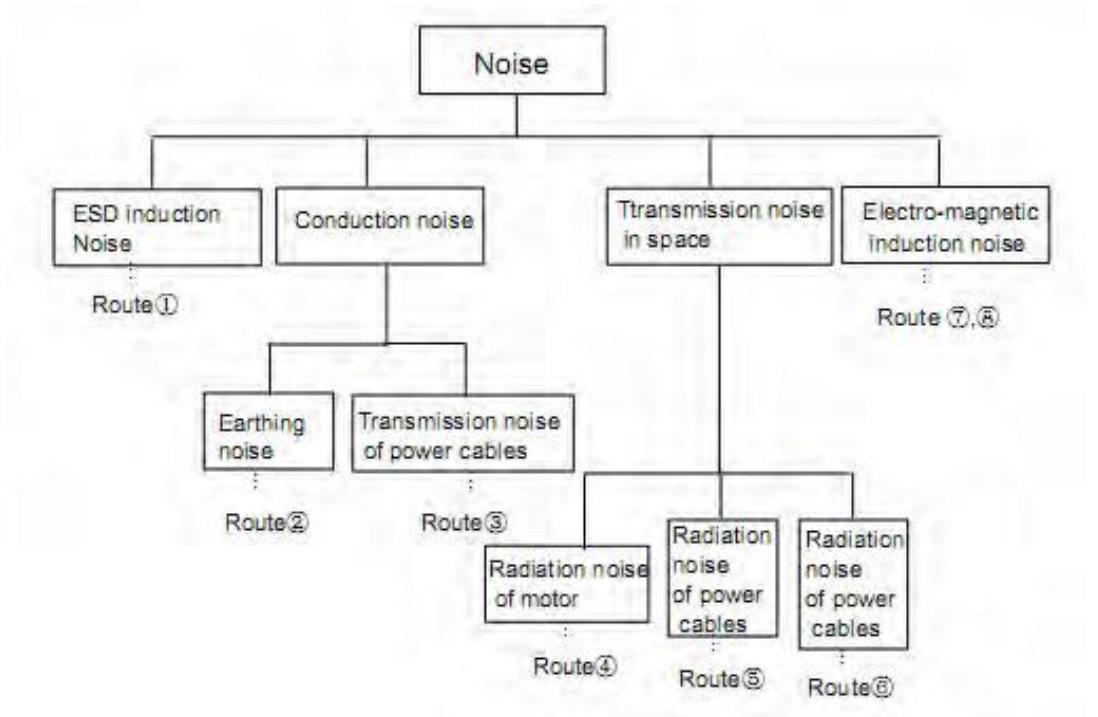 Noise
ESD induction
Noise
Conduction noise
Ttransmission noise
in space
Electro-magnetic
induction noise
Route①
Route ⑦,⑧
Earthing
noise
Transmission noise
of power cables
Route②
Route③
Radiation noise
of motor
Radiation
noise
of power
cables
Radiation
noise
of power
cables
Route④
Route⑤
Route⑥